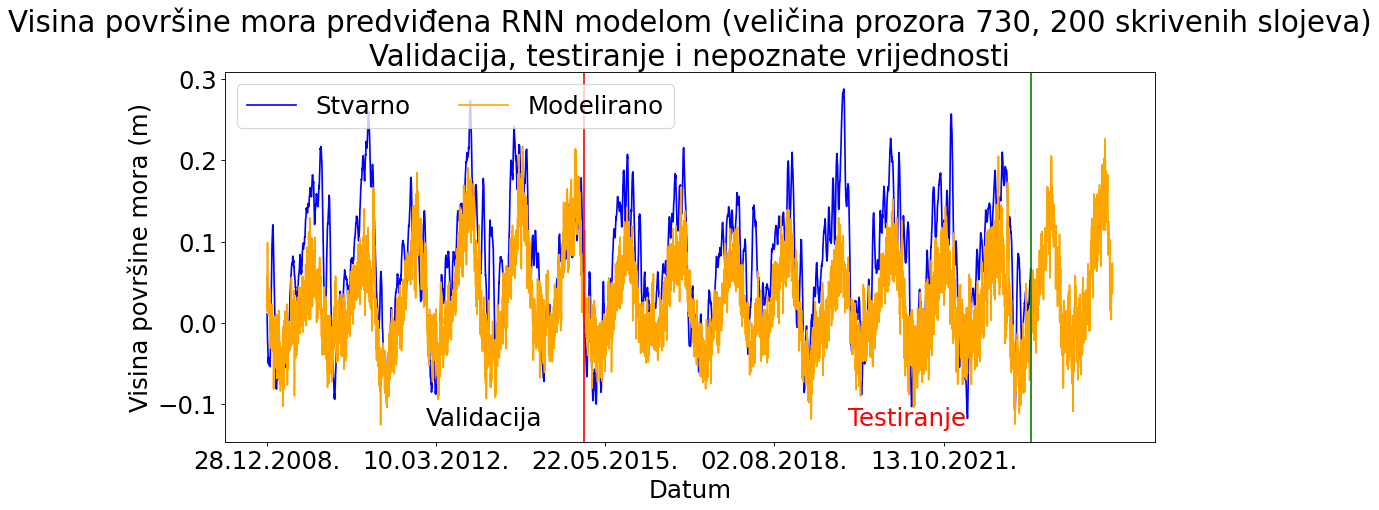 Visina površine mora predviđena RNN modelom (veličina prozora 730, 200 skrivenih slojeva)
Validacija, testiranje i nepoznate vrijednosti
Stvarno
Modelirano
Visina površine mora (m)
0.3
0.2
0.1
0.0
−0.1
Validacija
Testiranje
28.12.2008.
10.03.2012.
22.05.2015.
02.08.2018.
13.10.2021.
Datum